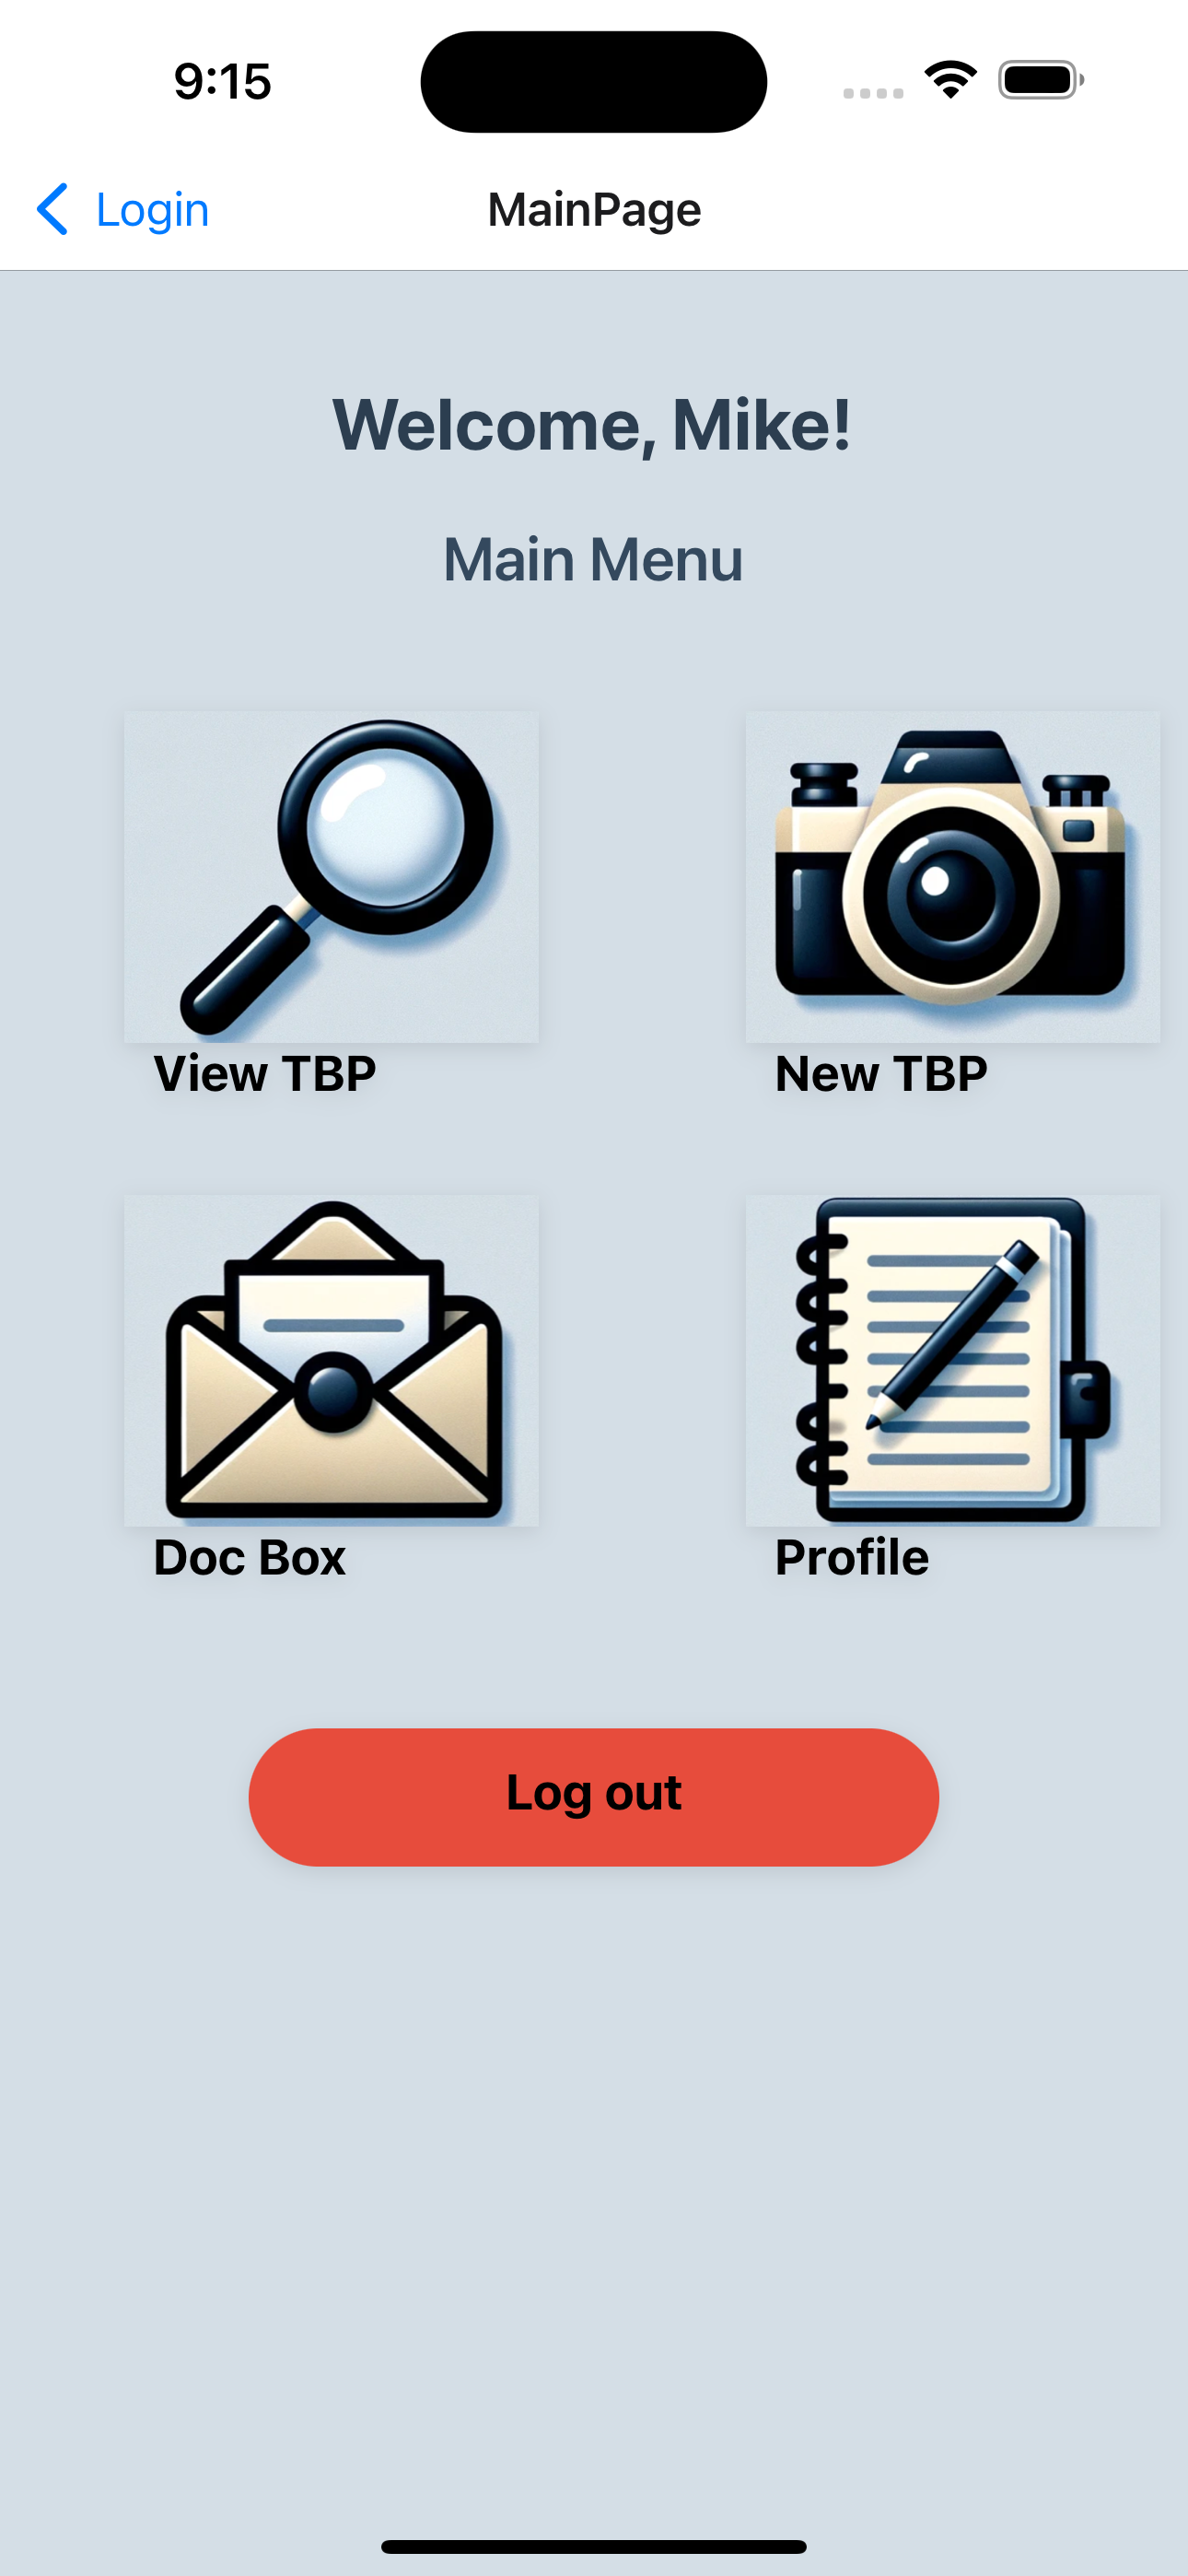 9:15
Login
MainPage
Welcome, Mike!
Main Menu
View TBP
New TBP
Doc Box
Profile
Log out